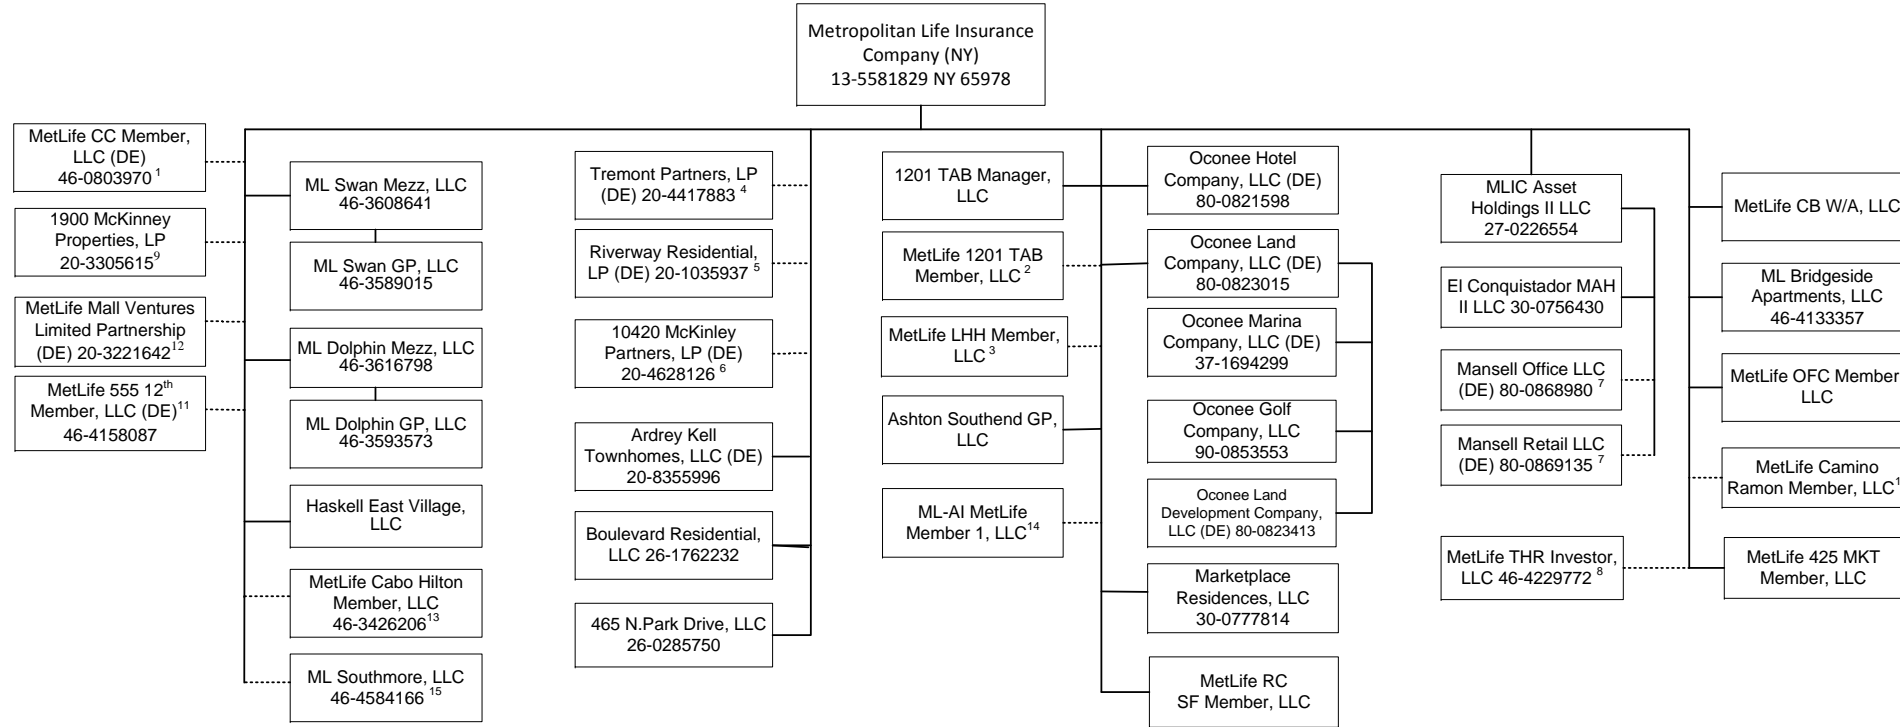 Metropolitan Life Insurance
Company (NY)
13-5581829 NY 65978
MetLife CC Member,
LLC (DE)
46-0803970 1
1900 McKinney
Properties, LP
20-3305615 9
MetLife Mall Ventures
Limited Partnership
(DE) 20-3221642 12
MetLife 555 12th
Member, LLC (DE) 11
46-4158087
ML Swan Mezz, LLC
46-3608641
ML Swan GP, LLC
46-3589015
ML Dolphin Mezz, LLC
46-3616798
ML Dolphin GP, LLC
46-3593573
Haskell East Village,
LLC
MetLife Cabo Hilton
Member, LLC
46-3426206 13
ML Southmore, LLC
46-4584166 15
Tremont Partners, LP
(DE) 20-4417883 4
Riverway Residential,
LP (DE) 20-1035937 5
10420 McKinley
Partners, LP (DE)
20-4628126 6
Ardrey Kell
Townhomes, LLC (DE)
20-8355996
Boulevard Residential,
LLC 26-1762232
465 N.Park Drive, LLC
26-0285750
1201 TAB Manager,
LLC
MetLife 1201 TAB
Member, LLC 2
MetLife LHH Member,
LLC 3
Ashton Southend GP,
LLC
ML-AI MetLife
Member 1, LLC 14
Oconee Hotel
Company, LLC (DE)
80-0821598
Oconee Land
Company, LLC (DE)
80-0823015
Oconee Marina
Company, LLC (DE)
37-1694299
Oconee Golf
Company, LLC
90-0853553
Oconee Land
Development Company,
LLC (DE) 80-0823413
Marketplace
Residences, LLC
30-0777814
MetLife RC
SF Member, LLC
MLIC Asset
Holdings II LLC
27-0226554
El Conquistador MAH
II LLC 30-0756430
Mansell Office LLC
(DE) 80-0868980 7
Mansell Retail LLC
(DE) 80-0869135 7
MetLife THR Investor,
LLC 46-4229772 8
MetLife CB W/A, LLC
ML Bridgeside
Apartments, LLC
46-4133357
MetLife OFC Member
LLC
MetLife Camino
Ramon Member, LLC
MetLife 425 MKT
Member, LLC